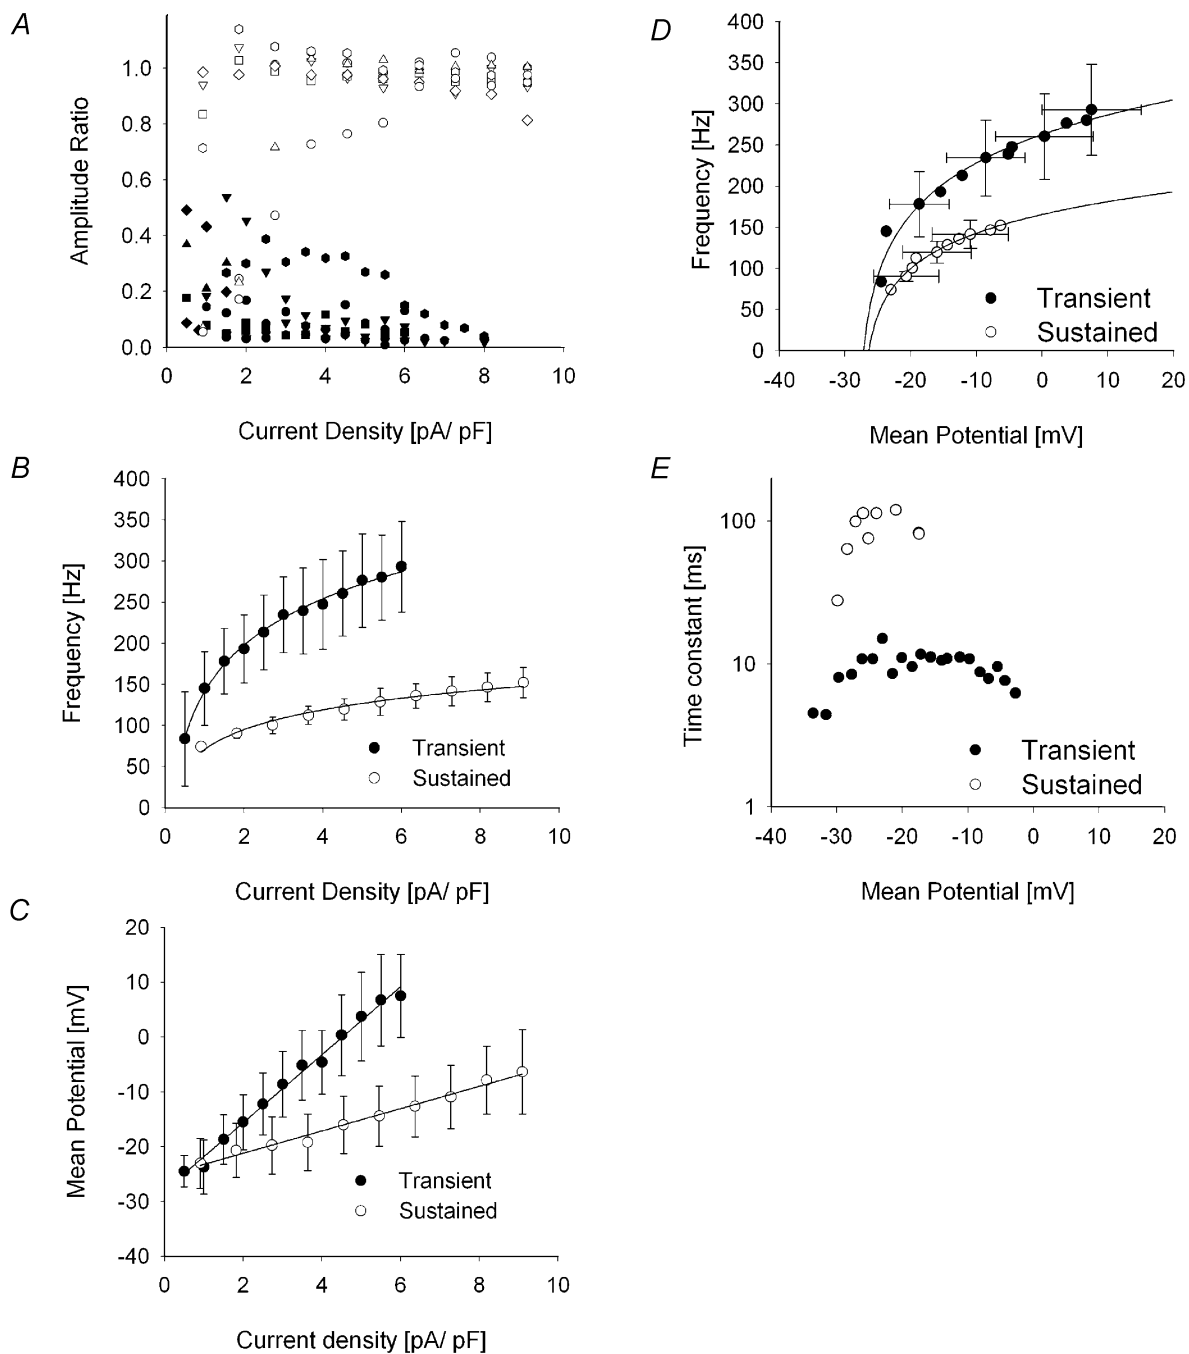 A
Amplitude Ratio
1.0
0.8
0.6
0.4
0.2
0.0
0 2 4 6 8 10
Current Density [pA/ pF]
B
Frequency [Hz]
400
350
300
250
200
150
100
50
0
Transient
Sustained
0 2 4 6 8 10
Current Density [pA/ pF]
C
Mean Potential [mV]
20
10
0
-10
-20
-30
-40
Transient
Sustained
0 2 4 6 8 10
Current density [pA/ pF]
D
Frequency [Hz]
400
350
300
250
200
150
100
50
0
Transient
Sustained
-40 -30 -20 -10 0 10 20
Mean Potential [mV]
E
Time constant [ms]
100
10
1
Transient
Sustained
-40 -30 -20 -10 0 10 20
Mean Potential [mV]